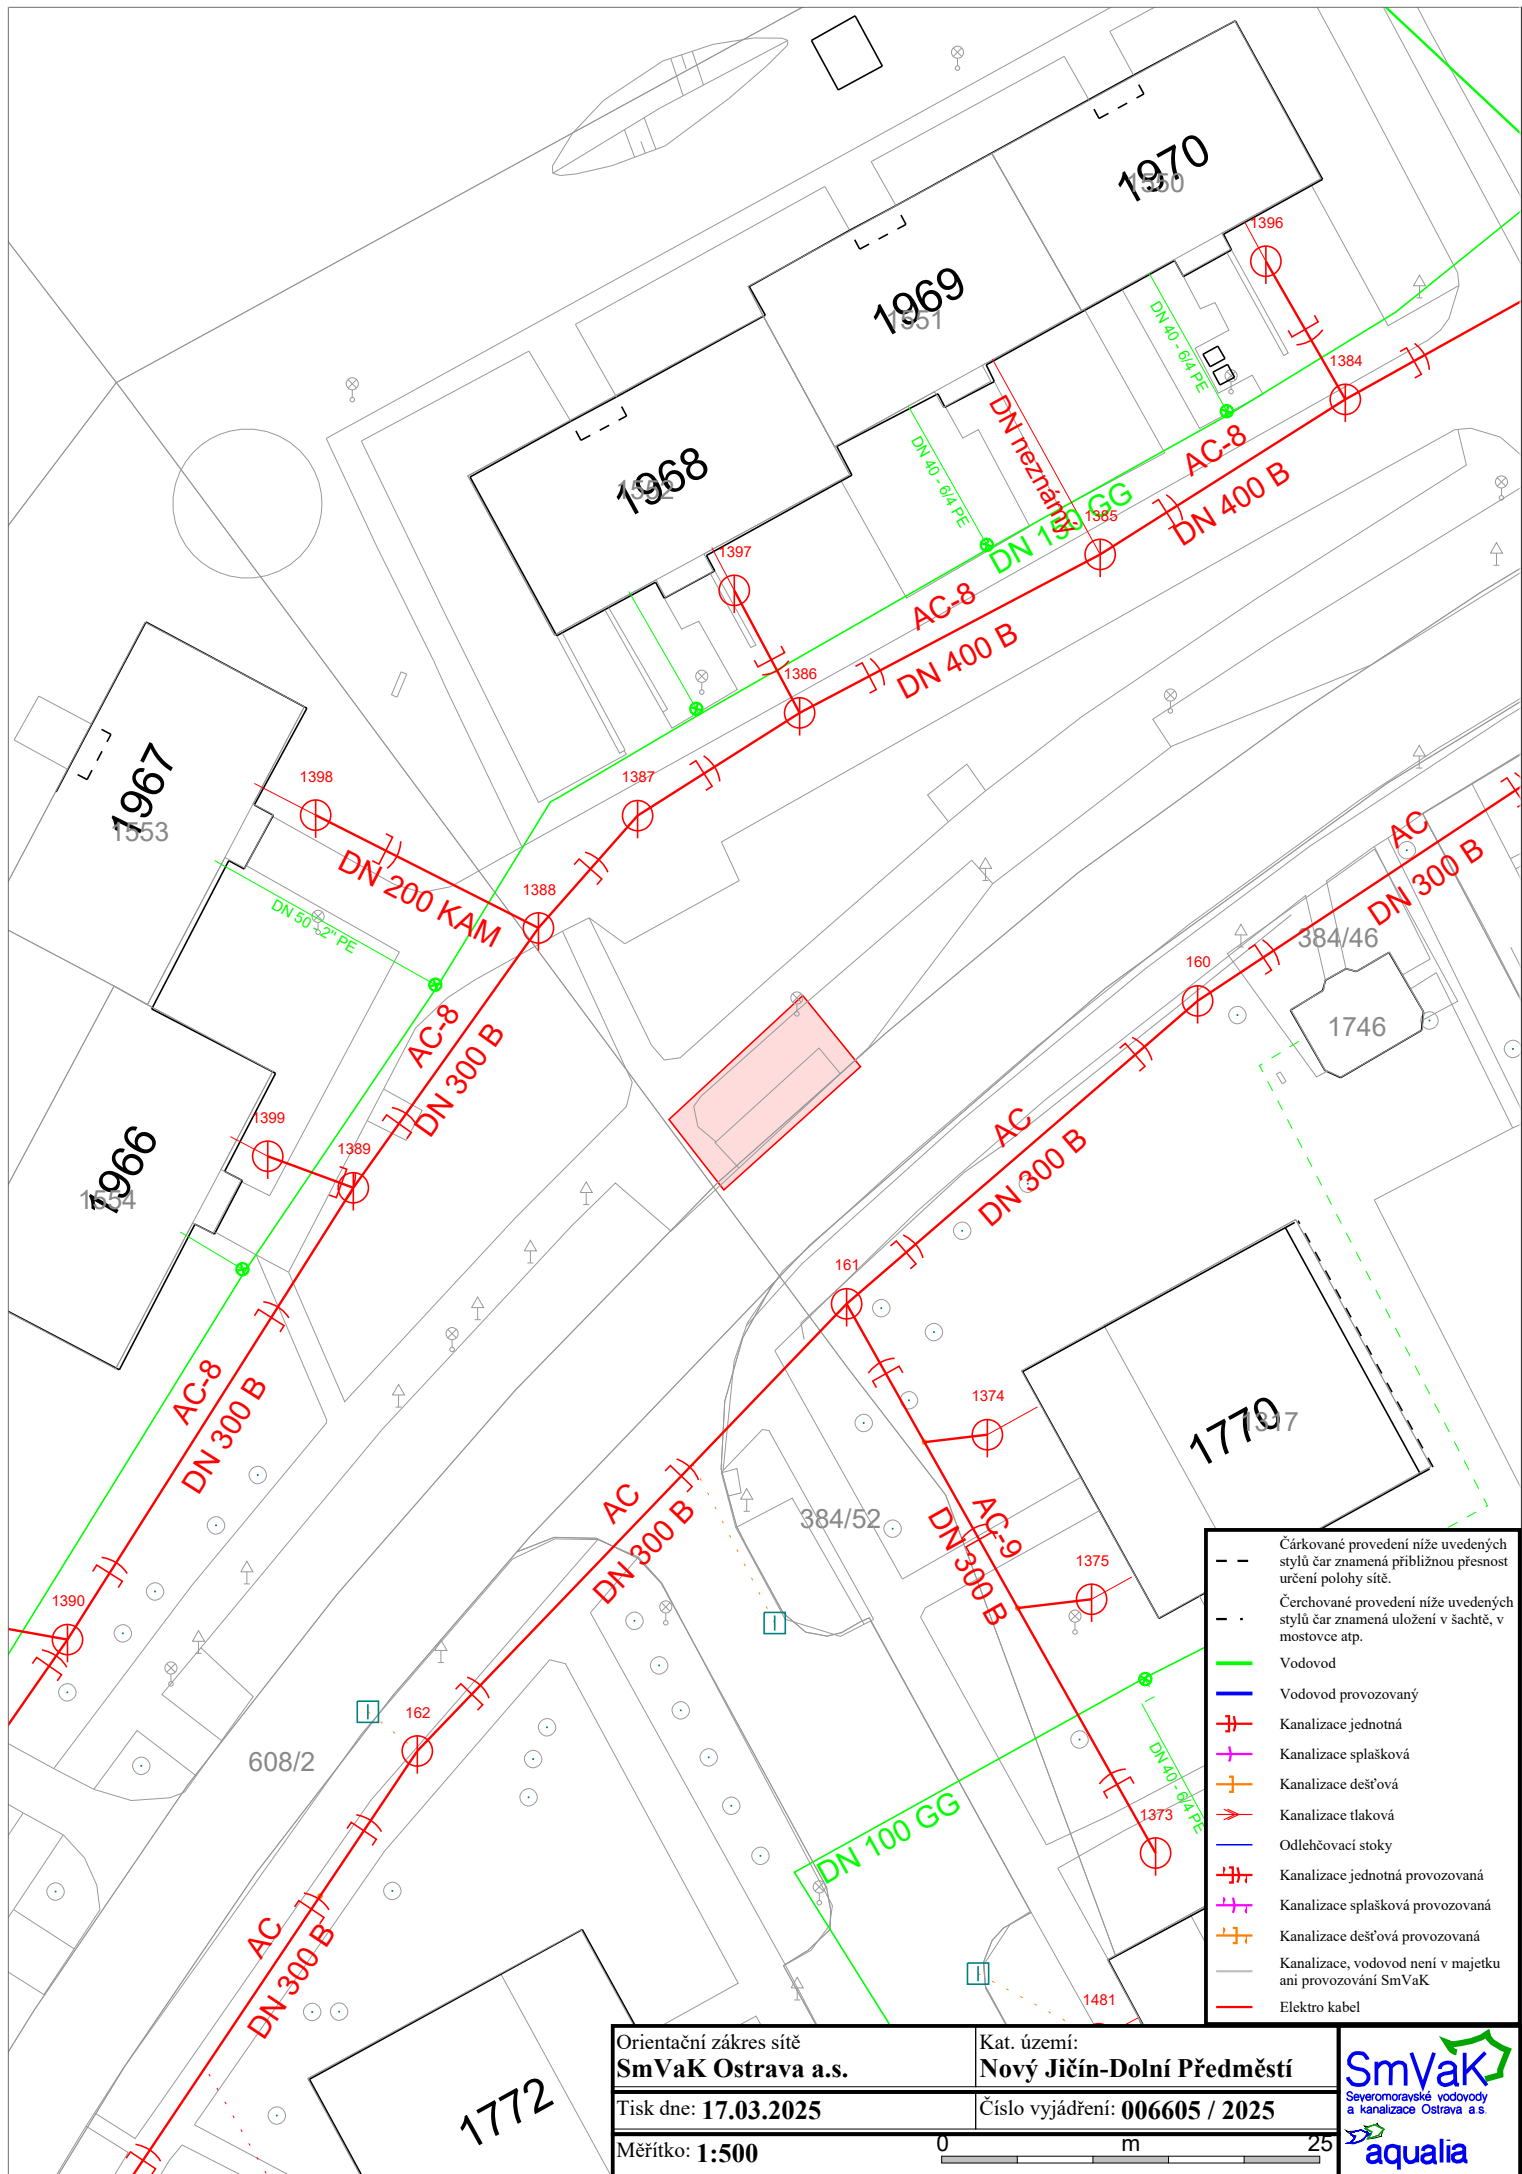 1970
1550
1396
1969
1551
DN 40 - 6/4 PE
1384
1968
1552
DN 40 - 6/4 PE
DN neznámý
1385
DN 150 GG
AC-8
DN 400 B
1397
AC-8
DN 400 B
1386
1967
1553
1398
1387
DN 200 KAM
1388
DN 50 - 2" PE
AC
DN 300 B
384/46
160
1746
AC-8
DN 300 B
1966
1554
1399
1389
AC
DN 300 B
161
AC-8
DN 300 B
1374
1770
1317
AC
DN 300 B
384/52
AC-9
DN 300 B
1375
1390
162
608/2
DN 40 - 6/4 PE
DN 100 GG
1373
AC
DN 300 B
1481
1772
Čárkované provedení níže uvedených
stylů čar znamená přibližnou přesnost
určení polohy sítě.
Čerchované provedení níže uvedených
stylů čar znamená uložení v šachtě, v
mostovce atp.
Vodovod
Vodovod provozovaný
Kanalizace jednotná
Kanalizace splašková
Kanalizace dešťová
Kanalizace tlaková
Odlehčovací stoky
Kanalizace jednotná provozovaná
Kanalizace splašková provozovaná
Kanalizace dešťová provozovaná
Kanalizace, vodovod není v majetku
ani provozování SmVaK
Elektro kabel
Orientační zákres sítě
SmVaK Ostrava a.s.
Kat. území:
Nový Jičín-Dolní Předměstí
Tisk dne: 17.03.2025
Číslo vyjádření: 006605 / 2025
Měřítko: 1:500
0 m 25
SmVaK
Severomoravské vodovody
a kanalizace Ostrava a.s.
aqualia